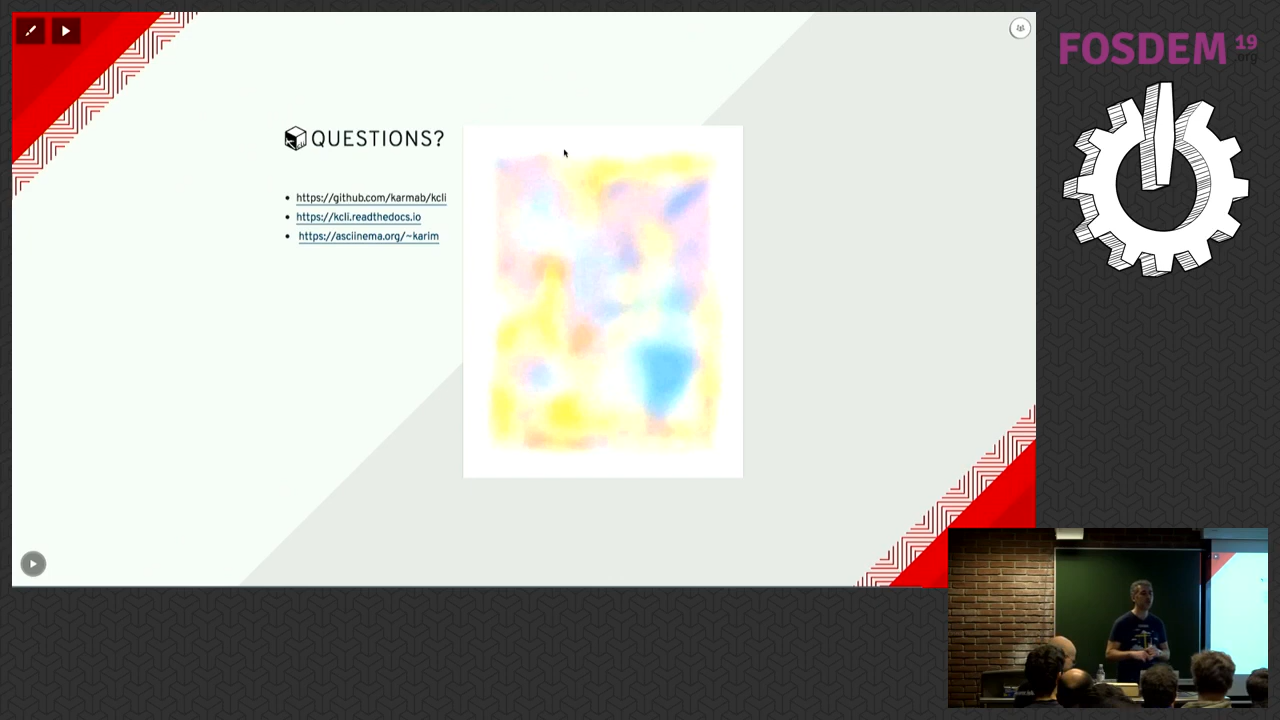 FOSDEM 19
.org
QUESTIONS?
https://github.com/karmab/kcli
https://kcli.readthedocs.io
https://asciinema.org/~karim